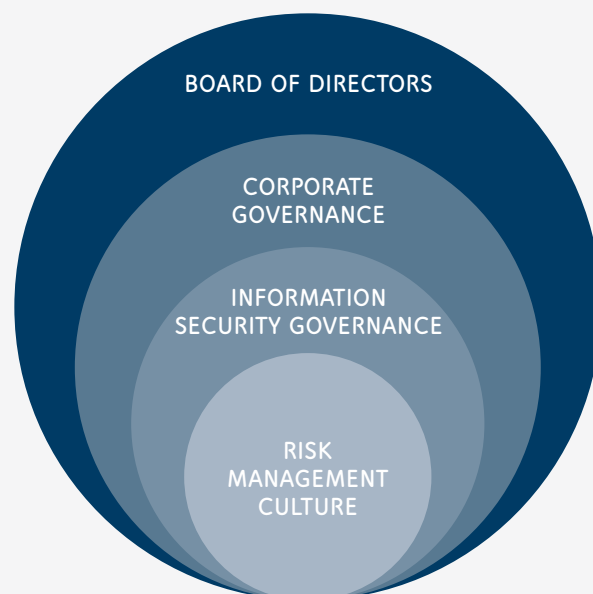 BOARD OF DIRECTORS
CORPORATE
GOVERNANCE
INFORMATION
SECURITY GOVERNANCE
RISK
MANAGEMENT
CULTURE